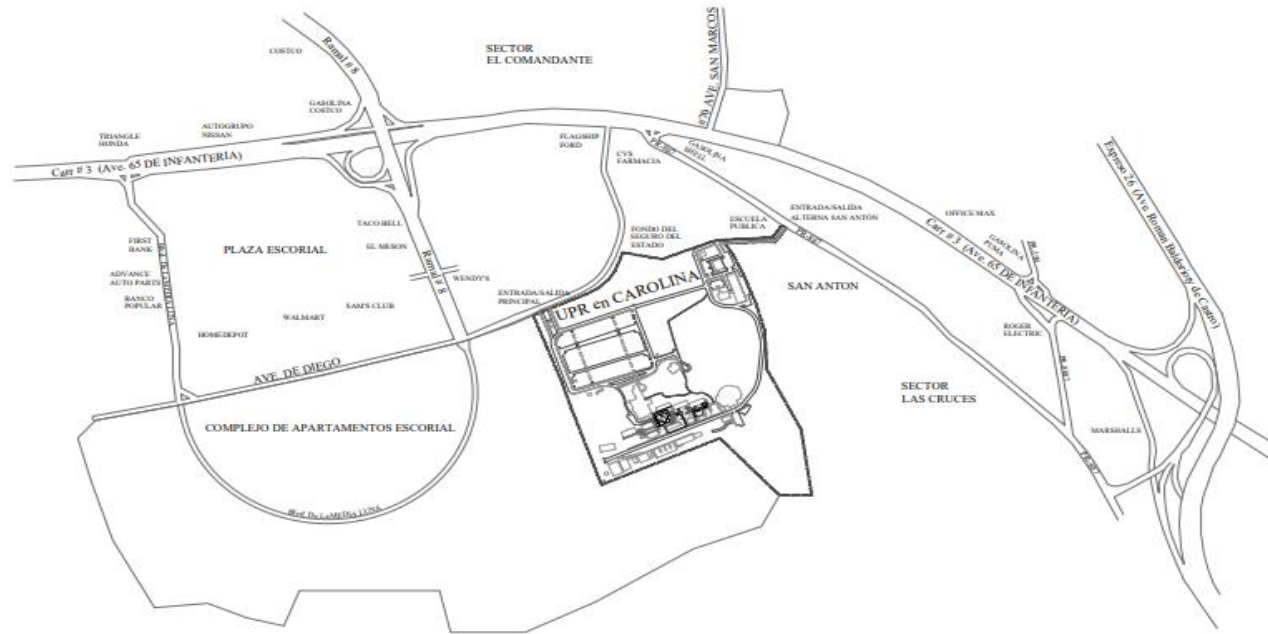 COSTCO
Ramal # 8
SECTOR
EL COMANDANTE
#70 AVE. SAN MARCOS
GASOLINA
COSTCO
AUTOGRUPO
NISSAN
TRIANGLE
HONDA
Carr # 3 (Ave. 65 DE INFANTERIA)
FLAGSHIP
FORD
CVS
FARMACIA
PR-887
GASOLINA
SHELL
Expreso 26 (Ave. Roman Baldorioty de Castro)
TACO BELL
EL MESON
FIRST
BANK
PLAZA ESCORIAL
Ramal # 8
WENDY'S
ADVANCE
AUTO PARTS
BANCO
POPULAR
SAM'S CLUB
WALMART
HOMEDEPOT
ENTRADA/SALIDA
PRINCIPAL
FONDO DEL
SEGURO DEL
ESTADO
ESCUELA
PUBLICA
ENTRADA/SALIDA
ALTERNA SAN ANTÓN
PR-887
OFFICE MAX
Carr # 3 (Ave. 65 DE INFANTERIA)
GASOLINA
PUMA
UPR en CAROLINA
SAN ANTON
ROGER
ELECTRIC
AVE. DE DIEGO
SECTOR
LAS CRUCES
COMPLEJO DE APARTAMENTOS ESCORIAL
MARSHALLS
PR-887
Blvd. De La MEDIA LUNA